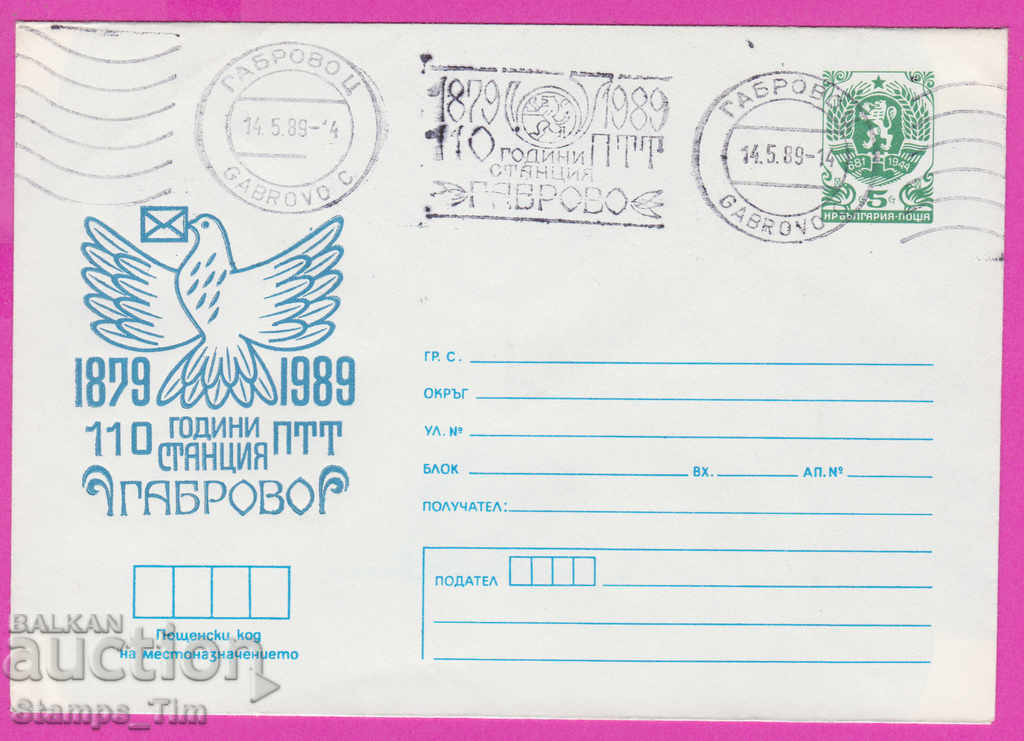 ГАБРОВО Ц
14.5.89-14
GABROVO C
1879 1989
110 ГОДИНИ ПТТ
СТАНЦИЯ
ГАБРОВО
ГАБРОВО
14.5.89-14
GABROVO
681 1944
5 СТ
НР БЪЛГАРИЯ·ПОЩА
1879 1989
110 ГОДИНИ ПТТ
СТАНЦИЯ
ГАБРОВО
ГР. С.
ОКРЪГ
УЛ. №
БЛОК ВХ. АП. №
ПОЛУЧАТЕЛ:
ПОДАТЕЛ
Пощенски код
на местоназначението
BALKAN
auction
Stamps_Tim